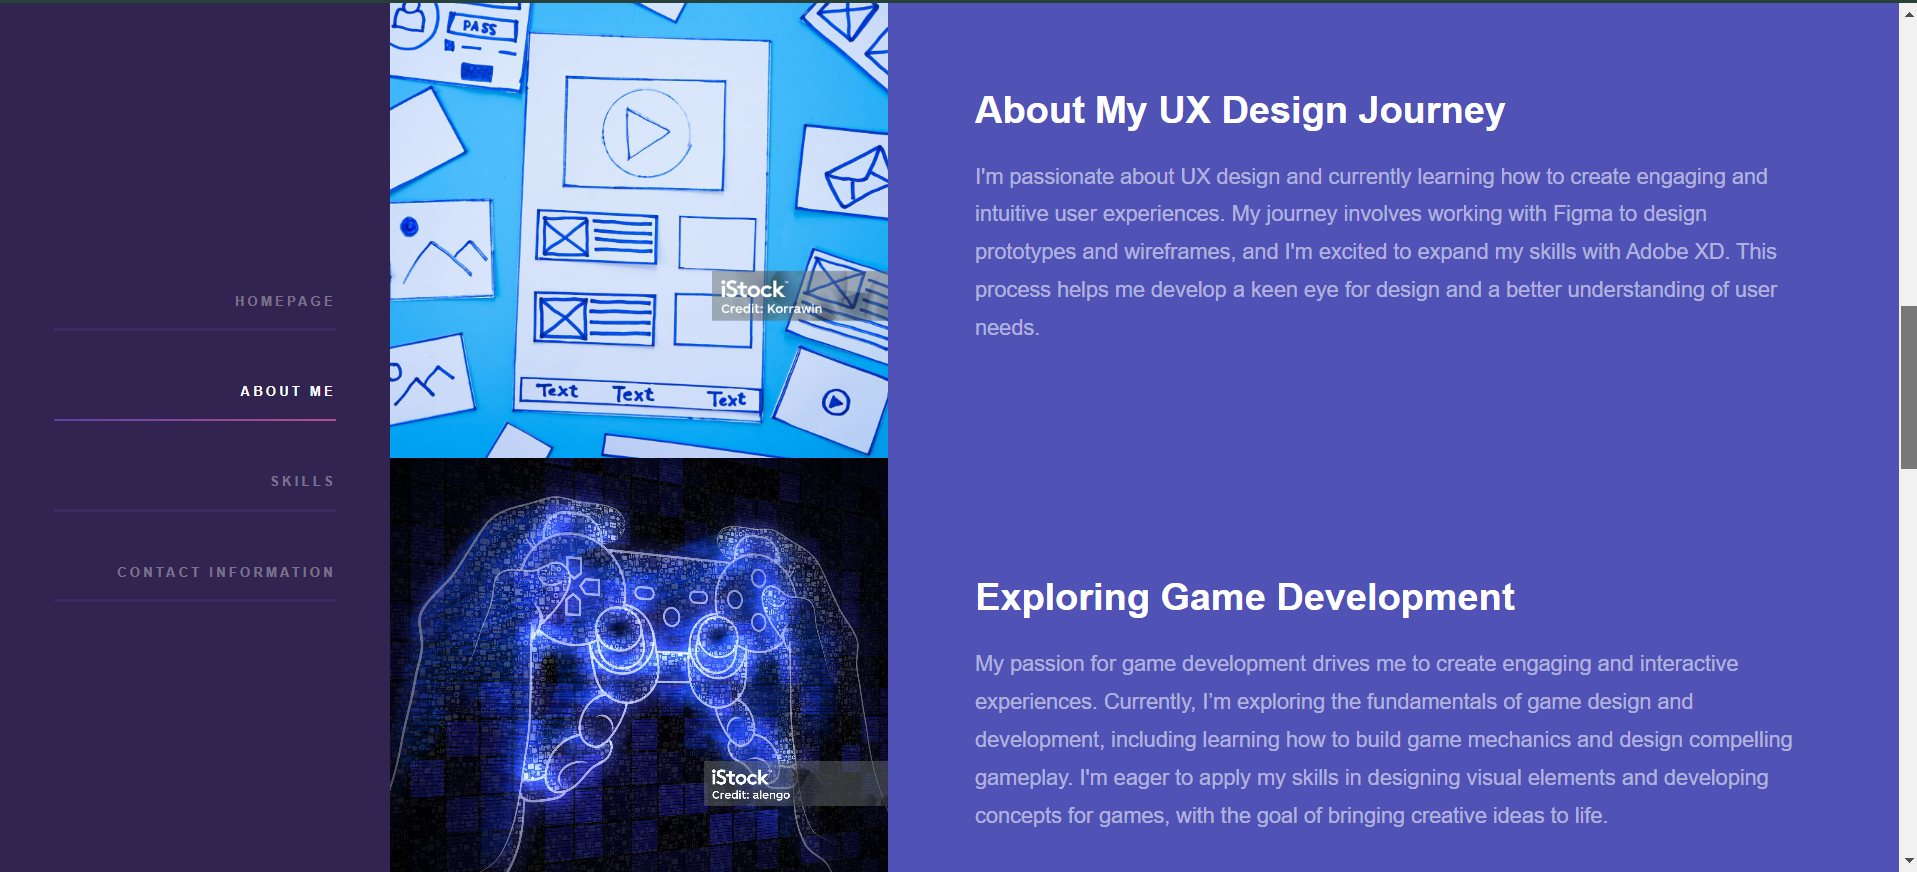 HOMEPAGE
ABOUT ME
SKILLS
CONTACT INFORMATION
PASS
iStock
Credit: Korrawin
Text Text Text
About My UX Design Journey
I'm passionate about UX design and currently learning how to create engaging and
intuitive user experiences. My journey involves working with Figma to design
prototypes and wireframes, and I'm excited to expand my skills with Adobe XD. This
process helps me develop a keen eye for design and a better understanding of user
needs.
iStock
Credit: alengo
Exploring Game Development
My passion for game development drives me to create engaging and interactive
experiences. Currently, I’m exploring the fundamentals of game design and
development, including learning how to build game mechanics and design compelling
gameplay. I'm eager to apply my skills in designing visual elements and developing
concepts for games, with the goal of bringing creative ideas to life.